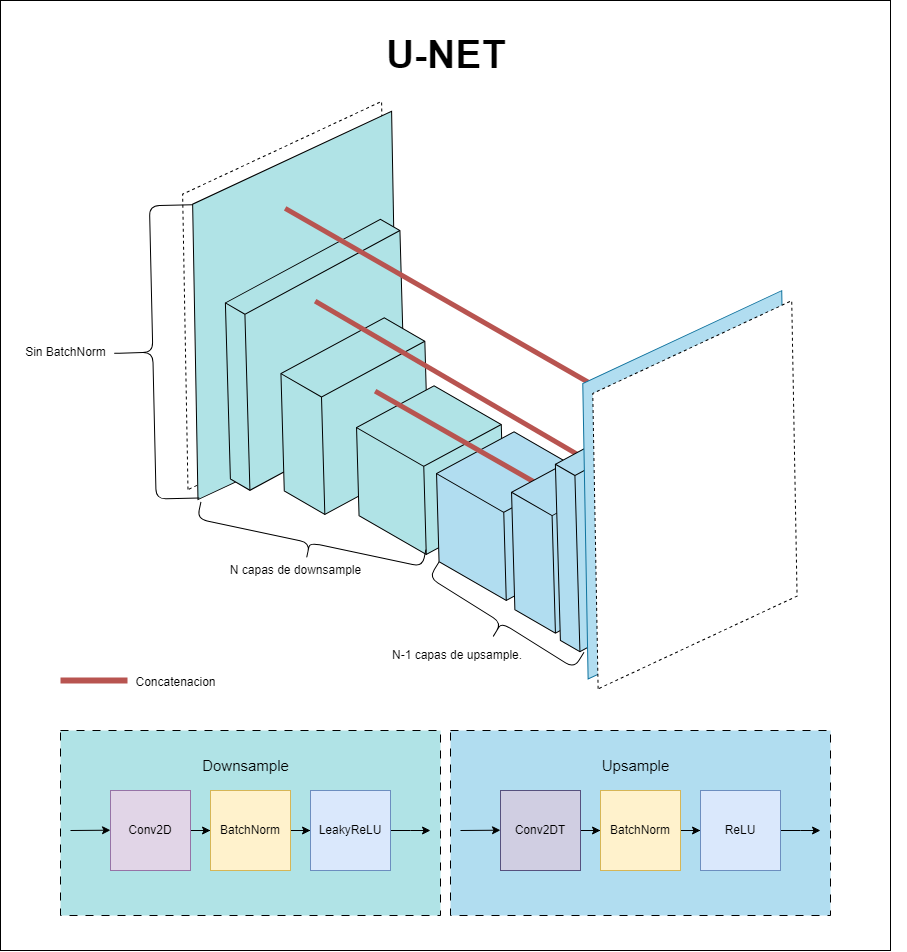 U-NET
Sin BatchNorm
N capas de downsample
N-1 capas de upsample.
Concatenacion
Downsample
Conv2D
BatchNorm
LeakyReLU
Upsample
Conv2DT
BatchNorm
ReLU